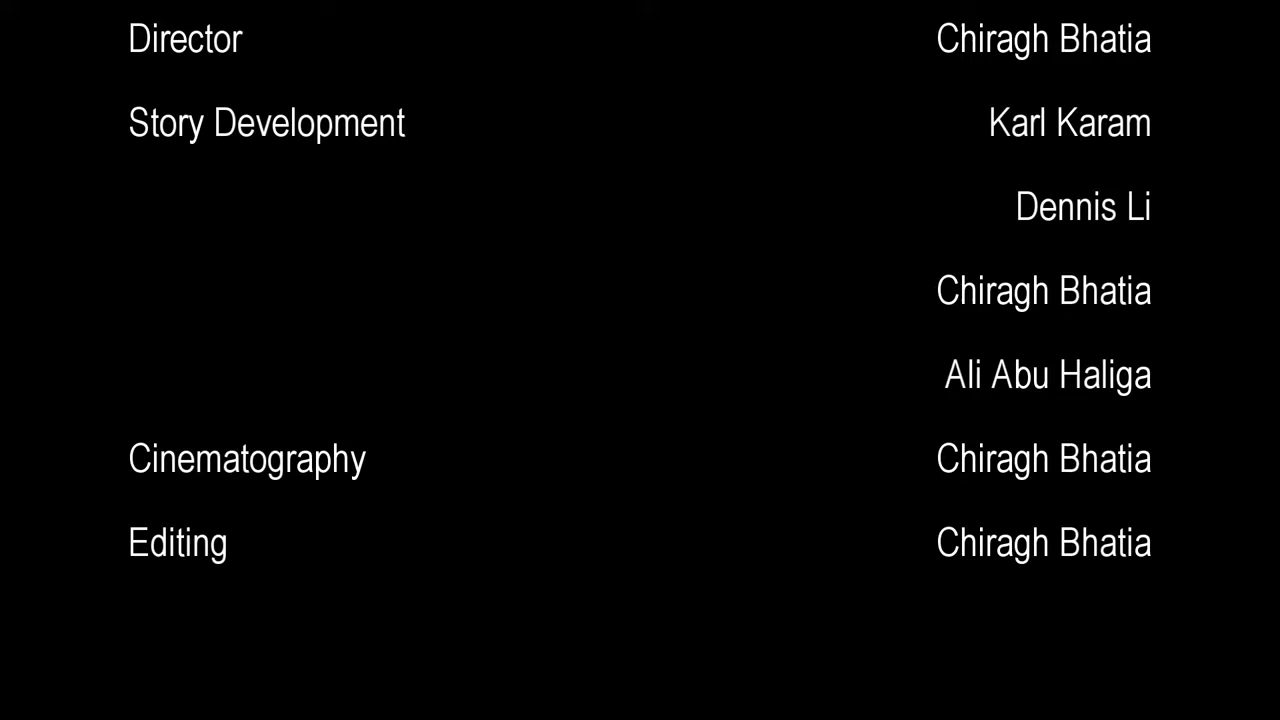 Director Chiragh Bhatia
Story Development Karl Karam
Dennis Li
Chiragh Bhatia
Ali Abu Haliga
Cinematography Chiragh Bhatia
Editing Chiragh Bhatia